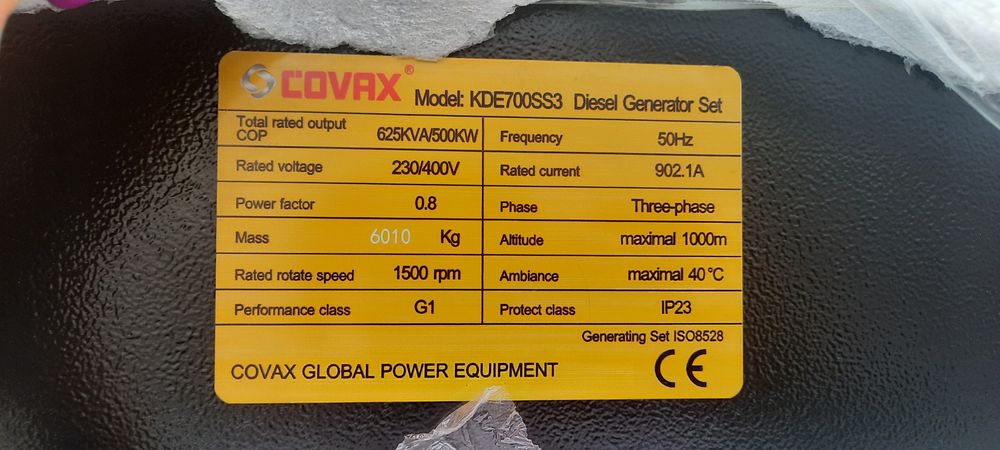 COVAX® Model: KDE700SS3 Diesel Generator Set
Total rated output COP 625KVA/500KW Frequency 50Hz
Rated voltage 230/400V Rated current 902.1A
Power factor 0.8 Phase Three-phase
Mass 6010 Kg Altitude maximal 1000m
Rated rotate speed 1500 rpm Ambiance maximal 40°C
Performance class G1 Protect class IP23
Generating Set ISO8528
COVAX GLOBAL POWER EQUIPMENT CE